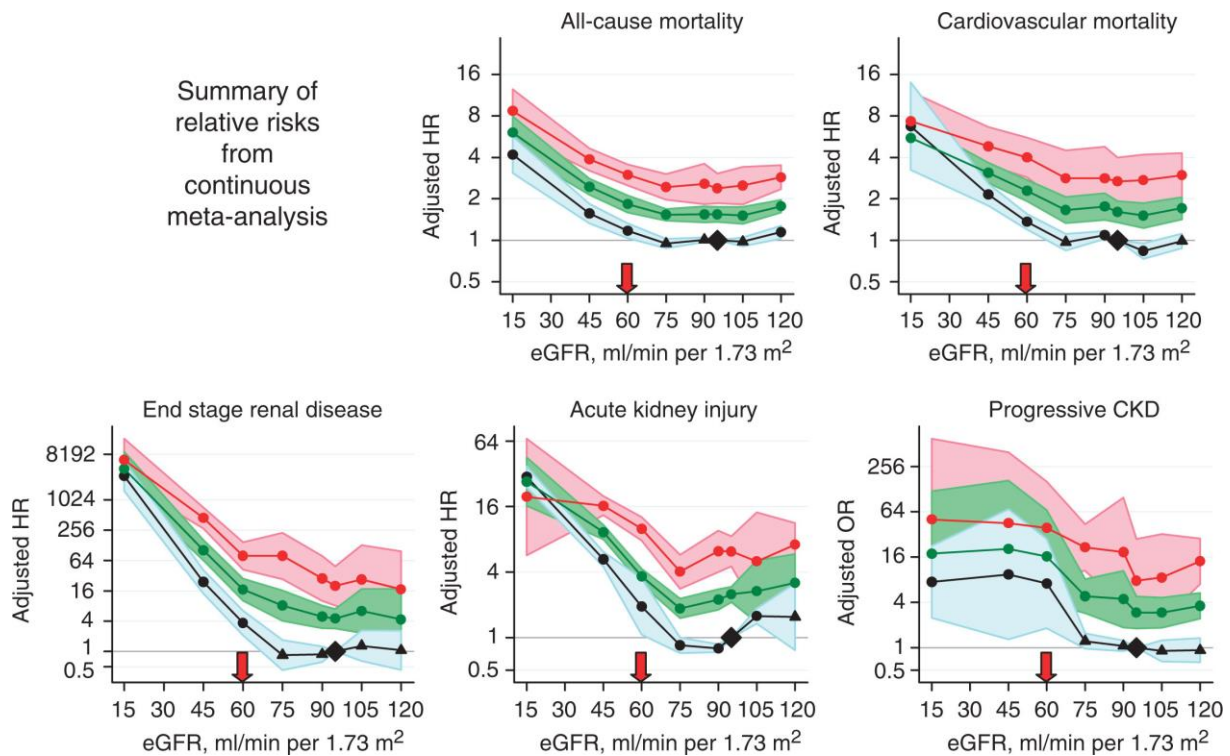 Summary of
relative risks
from
continuous
meta-analysis
All-cause mortality
Adjusted HR
16
8
4
2
1
0.5
15 30 45 60 75 90 105 120
eGFR, ml/min per 1.73 m²
Cardiovascular mortality
Adjusted HR
16
8
4
2
1
0.5
15 30 45 60 75 90 105 120
eGFR, ml/min per 1.73 m²
End stage renal disease
Adjusted HR
8192
1024
256
64
16
4
1
0.5
15 30 45 60 75 90 105 120
eGFR, ml/min per 1.73 m²
Acute kidney injury
Adjusted HR
64
16
4
1
0.5
15 30 45 60 75 90 105 120
eGFR, ml/min per 1.73 m²
Progressive CKD
Adjusted OR
256
64
16
4
1
0.5
15 30 45 60 75 90 105 120
eGFR, ml/min per 1.73 m²